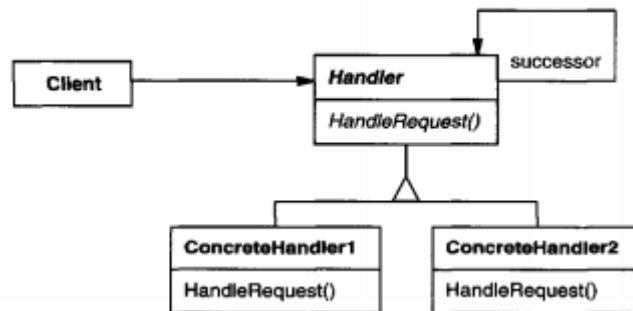 successor
Client
Handler
HandleRequest()
ConcreteHandler1
ConcreteHandler2
HandleRequest()
HandleRequest()